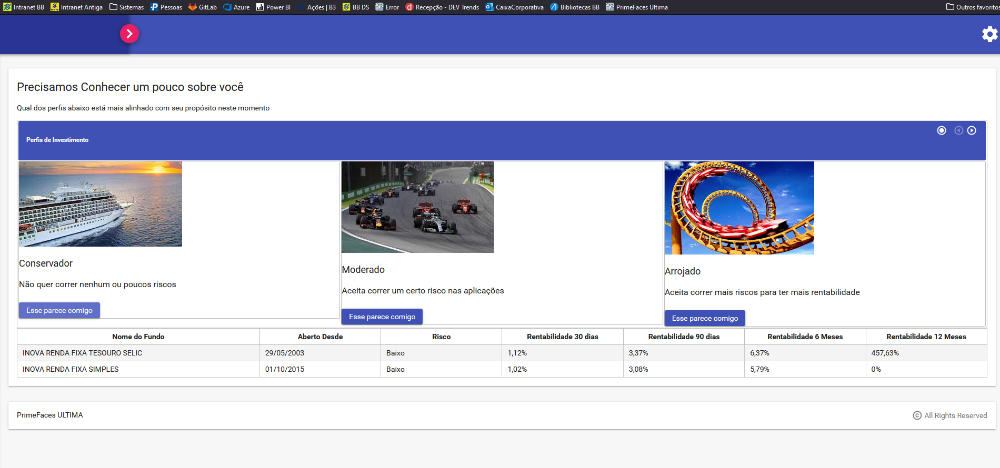 Intranet BB Intranet Antiga Sistemas Pessoas GitLab Azure Power BI Ações | B3 BB DS Error Recepção - DEV Trends CaixaCorporativa Bibliotecas BB PrimeFaces Ultima Outros favoritos
Precisamos Conhecer um pouco sobre você
Qual dos perfis abaixo está mais alinhado com seu propósito neste momento
Perfis de Investimento
Conservador
Não quer correr nenhum ou poucos riscos
Esse parece comigo
Moderado
Aceita correr um certo risco nas aplicações
Esse parece comigo
Arrojado
Aceita correr mais riscos para ter mais rentabilidade
Esse parece comigo
Nome do Fundo Aberto Desde Risco Rentabilidade 30 dias Rentabilidade 90 dias Rentabilidade 6 Meses Rentabilidade 12 Meses
INOVA RENDA FIXA TESOURO SELIC 29/05/2003 Baixo 1,12% 3,37% 6,37% 457,63%
INOVA RENDA FIXA SIMPLES 01/10/2015 Baixo 1,02% 3,08% 5,79% 0%
PrimeFaces ULTIMA © All Rights Reserved